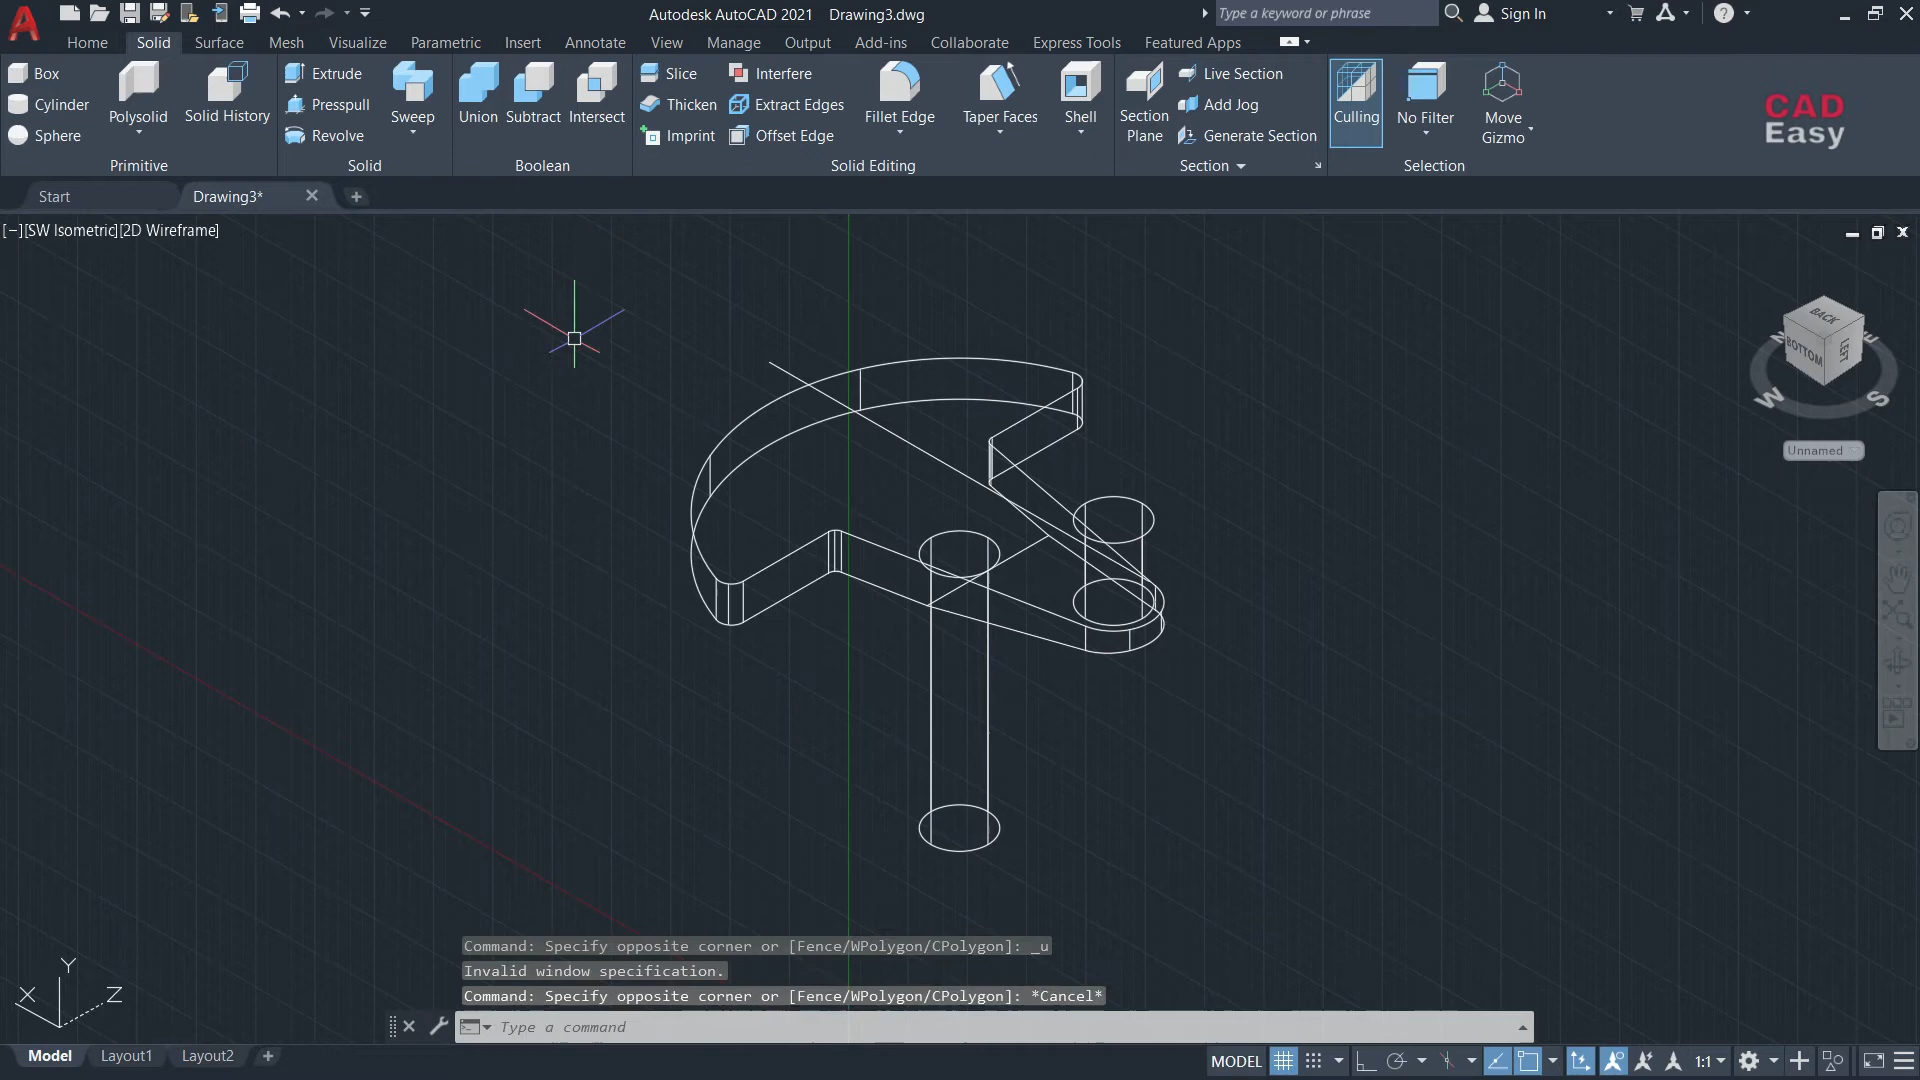 Autodesk AutoCAD 2021 Drawing3.dwg
Type a keyword or phrase
Sign In
Home Solid Surface Mesh Visualize Parametric Insert Annotate View Manage Output Add-ins Collaborate Express Tools Featured Apps
Box
Cylinder
Sphere
Polysolid
Solid History
Primitive
Extrude
Presspull
Revolve
Sweep
Solid
Union
Subtract
Intersect
Boolean
Slice
Thicken
Imprint
Interfere
Extract Edges
Offset Edge
Fillet Edge
Taper Faces
Shell
Solid Editing
Section
Plane
Live Section
Add Jog
Generate Section
Section
Culling
No Filter
Move
Gizmo
Selection
CAD
Easy
Start
Drawing3*
[−][SW Isometric][2D Wireframe]
BACK
BOTTOM
LEFT
N
E
W
S
Unnamed
Y
X
Z
Command: Specify opposite corner or [Fence/WPolygon/CPolygon]: _u
Invalid window specification.
Command: Specify opposite corner or [Fence/WPolygon/CPolygon]: *Cancel*
Type a command
Model
Layout1
Layout2
MODEL
1:1